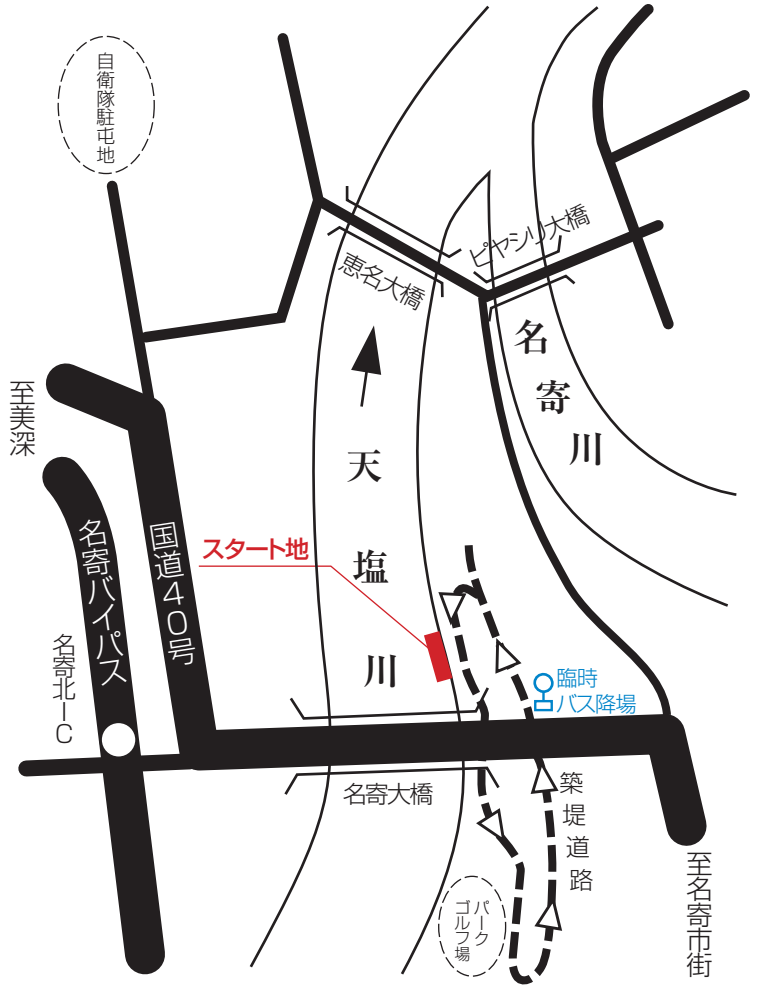 自衛隊駐屯地
ピヤシリ大橋
恵名大橋
名寄川
至美深
天塩川
名寄バイパス
国道40号
スタート地
名寄北IC
臨時
バス降場
名寄大橋
築堤道路
至名寄市街
パーク
ゴルフ場